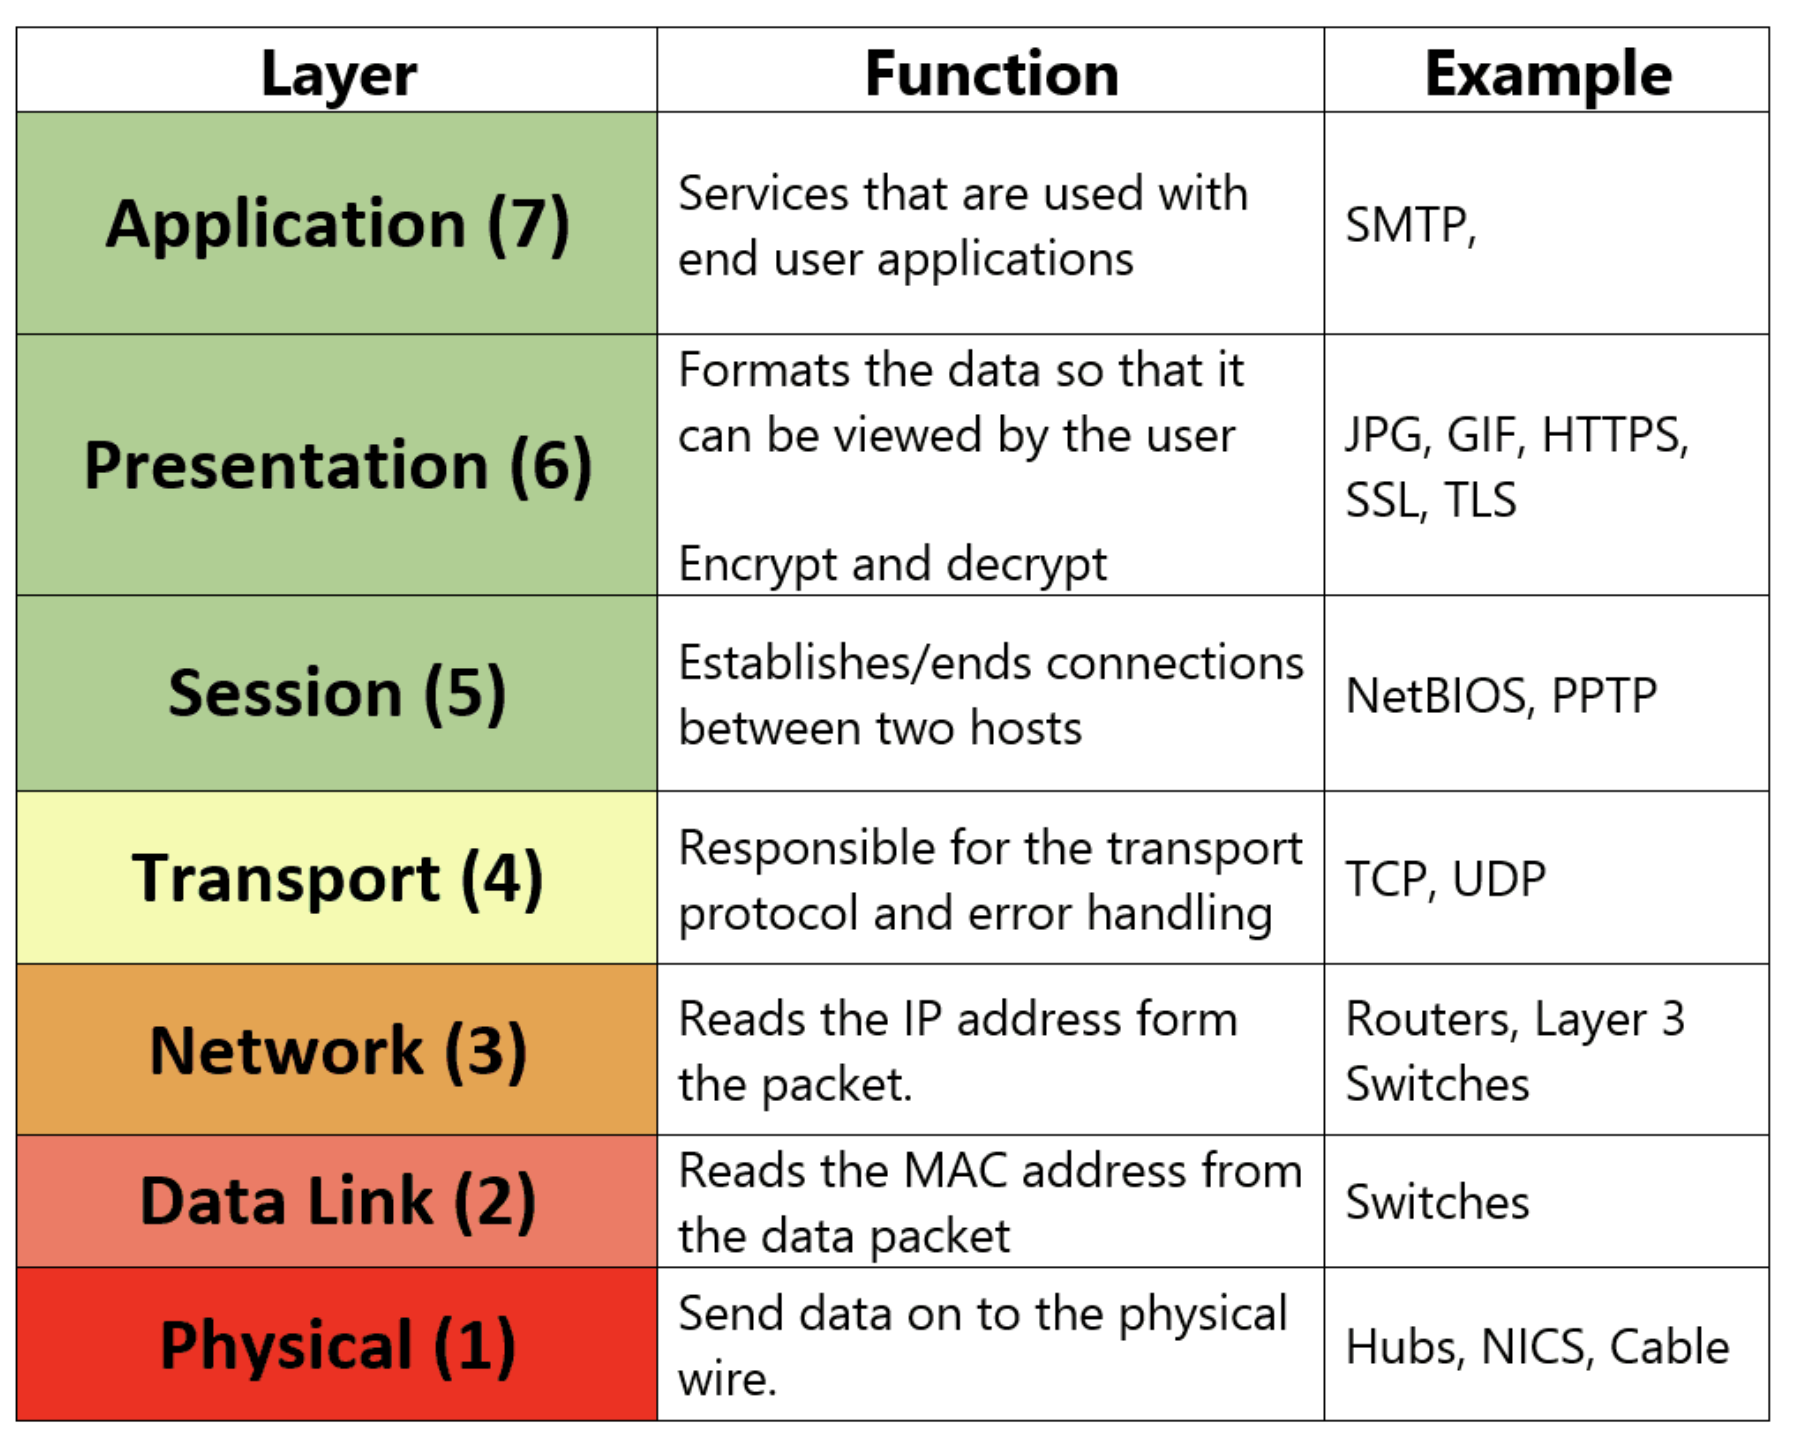 Layer Function Example
Application (7)
Services that are used with
end user applications
SMTP,
Presentation (6)
Formats the data so that it
can be viewed by the user
Encrypt and decrypt
JPG, GIF, HTTPS,
SSL, TLS
Session (5)
Establishes/ends connections
between two hosts
NetBIOS, PPTP
Transport (4)
Responsible for the transport
protocol and error handling
TCP, UDP
Network (3)
Reads the IP address form
the packet.
Routers, Layer 3
Switches
Data Link (2)
Reads the MAC address from
the data packet
Switches
Physical (1)
Send data on to the physical
wire.
Hubs, NICS, Cable